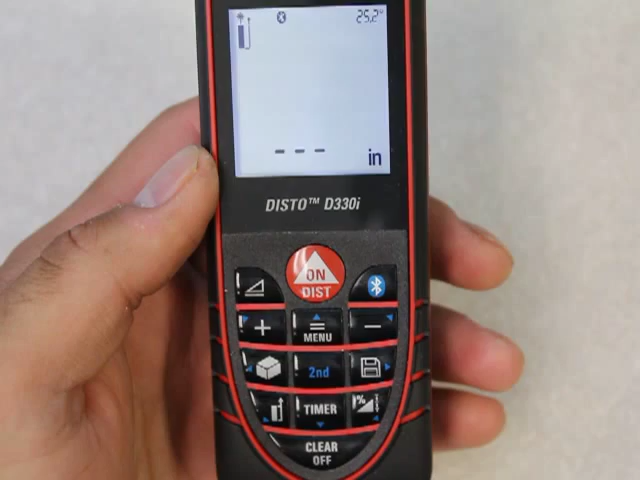 25.2°
--- in
DISTO™ D330i
ON
DIST
+ = −
MENU
2nd
TIMER %
CLEAR
OFF